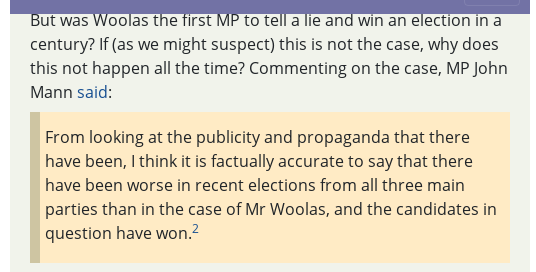 But was Woolas the first MP to tell a lie and win an election in a
century? If (as we might suspect) this is not the case, why does
this not happen all the time? Commenting on the case, MP John
Mann said:
From looking at the publicity and propaganda that there
have been, I think it is factually accurate to say that there
have been worse in recent elections from all three main
parties than in the case of Mr Woolas, and the candidates in
question have won.2